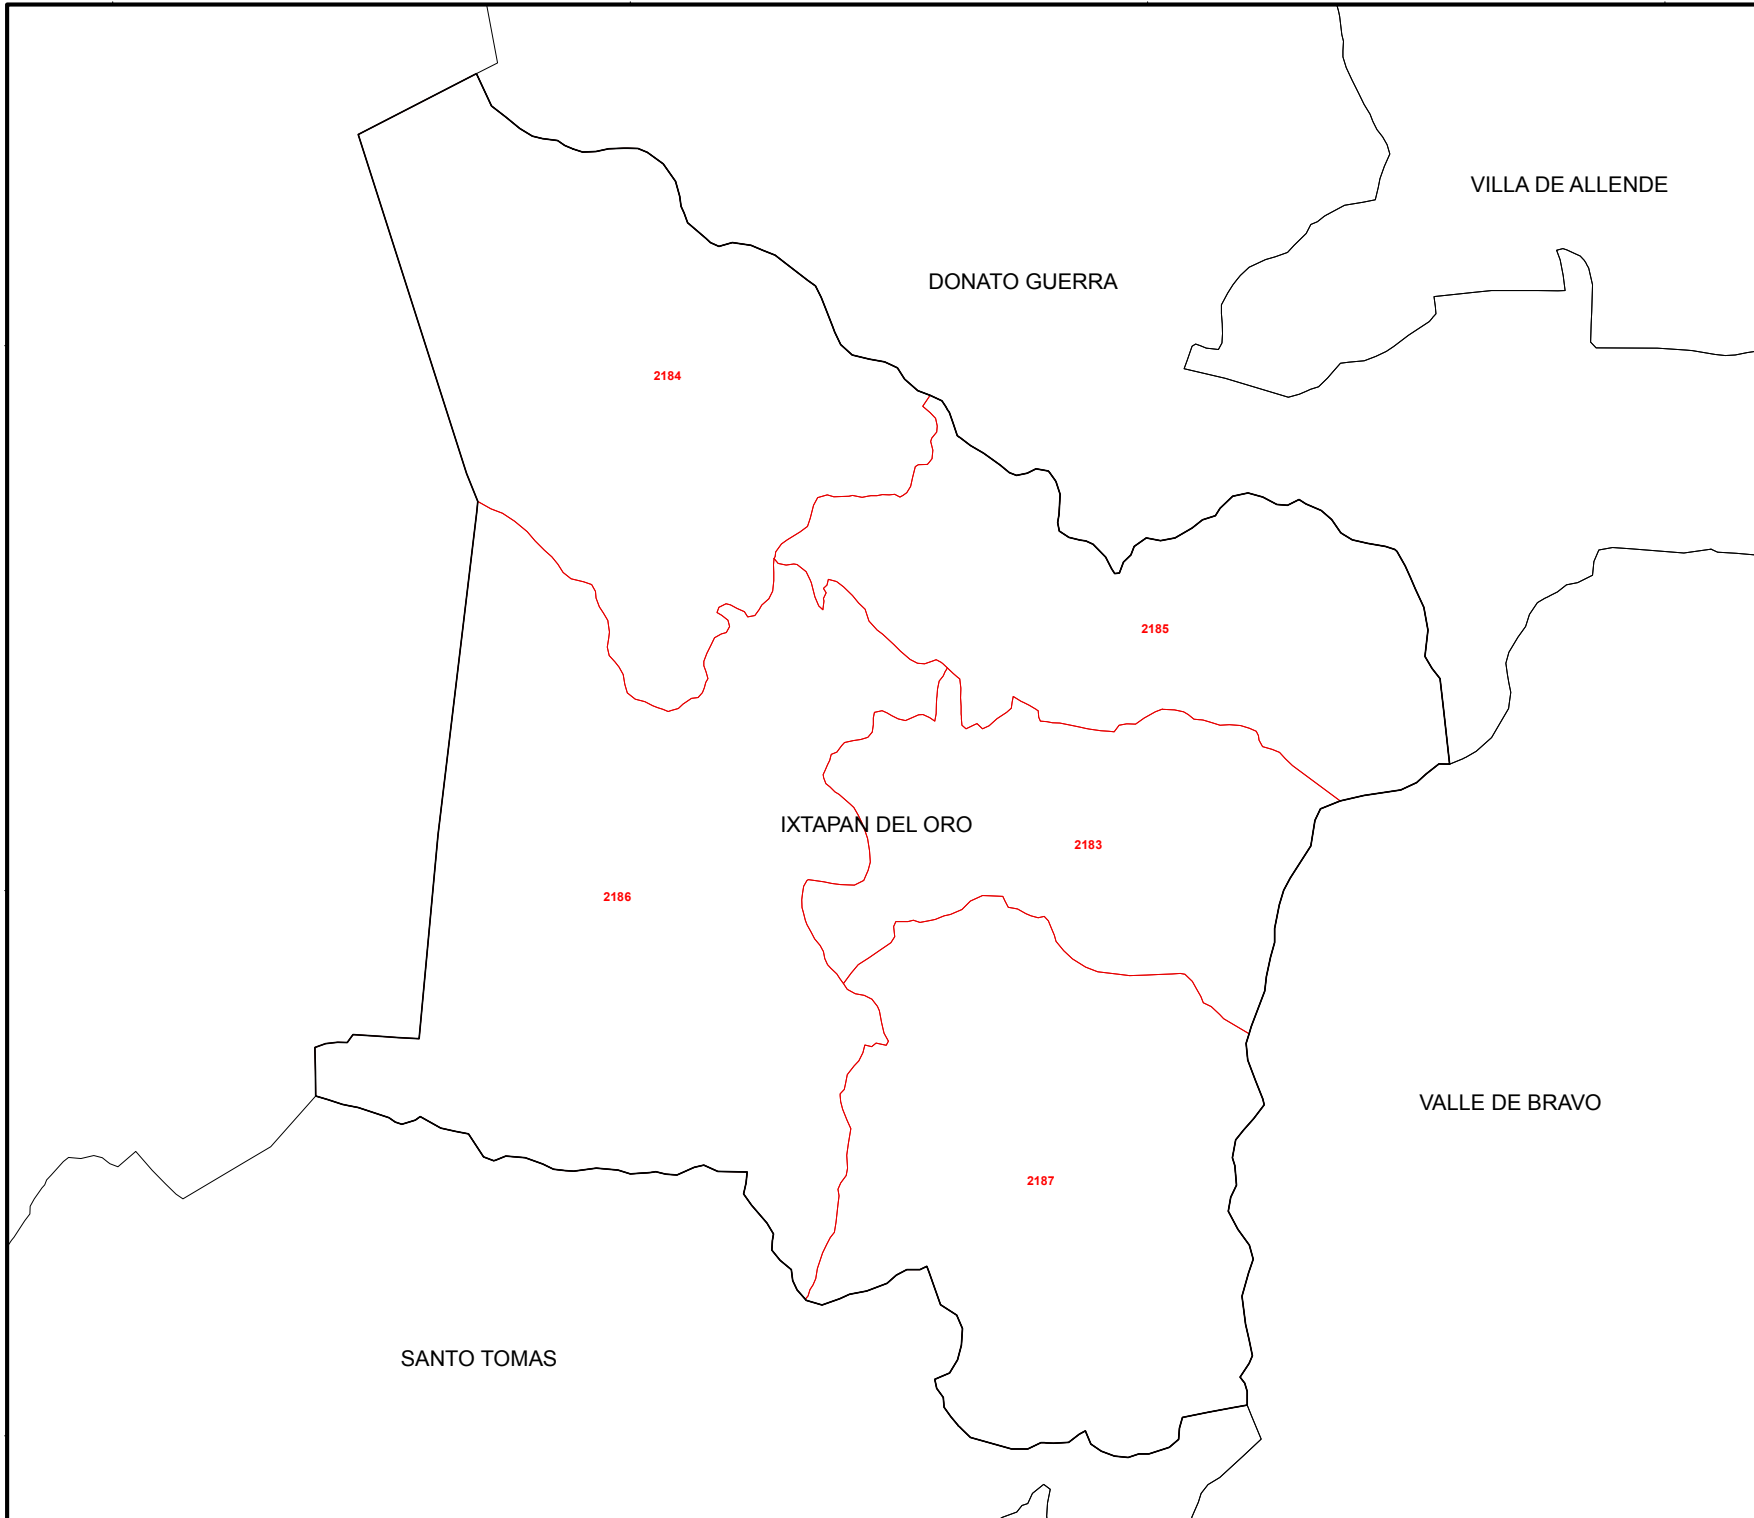 VILLA DE ALLENDE
DONATO GUERRA
2184
2185
IXTAPAN DEL ORO
2183
2186
VALLE DE BRAVO
2187
SANTO TOMAS